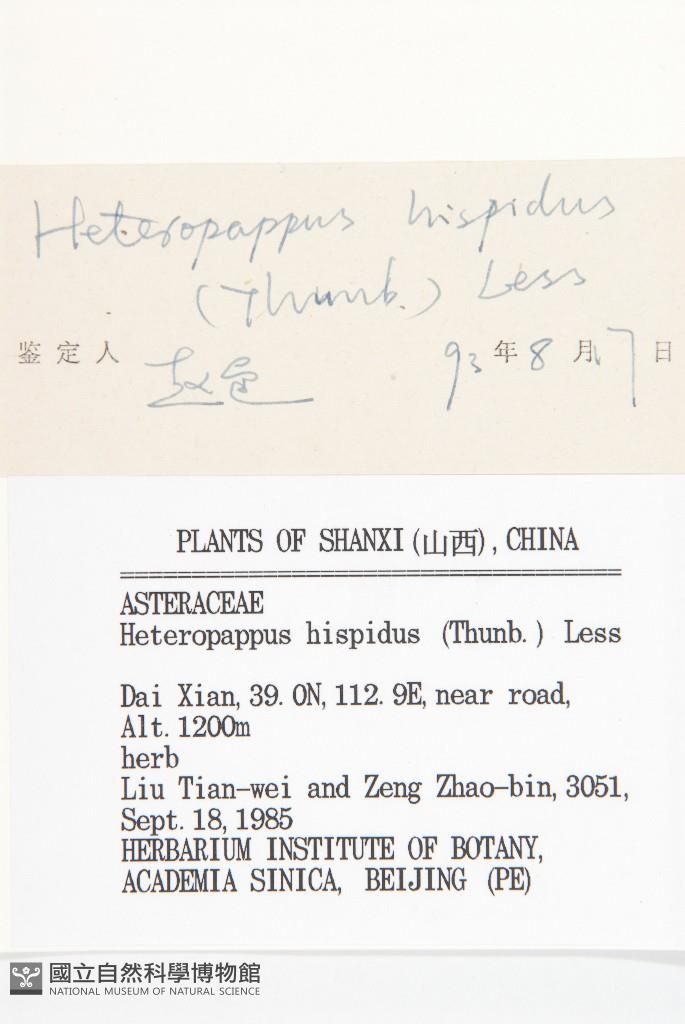 Heteropappus hispidus
(Thunb.) Less
鉴定人 93年8月7日
PLANTS OF SHANXI(山西), CHINA
ASTERACEAE
Heteropappus hispidus (Thunb.) Less
Dai Xian, 39.0N, 112.9E, near road,
Alt. 1200m
herb
Liu Tian-wei and Zeng Zhao-bin, 3051,
Sept. 18, 1985
HERBARIUM INSTITUTE OF BOTANY,
ACADEMIA SINICA, BEIJING (PE)
國立自然科學博物館
NATIONAL MUSEUM OF NATURAL SCIENCE